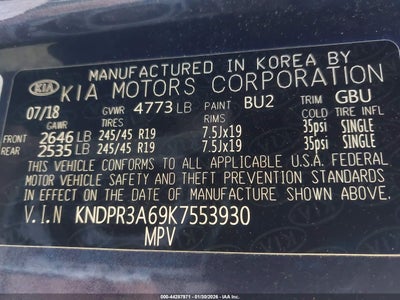 MANUFACTURED IN KOREA BY
KIA KIA MOTORS CORPORATION
07/18 GVWR 4773 LB PAINT BU2 TRIM GBU
GAWR TIRES RIMS COLD TIRE INFL
FRONT 2646 LB 245/45 R19 7.5Jx19 35psi SINGLE
REAR 2535 LB 245/45 R19 7.5Jx19 35psi SINGLE
THIS VEHICLE CONFORMS TO ALL APPLICABLE U.S.A. FEDERAL
MOTOR VEHICLE SAFETY AND THEFT PREVENTION STANDARDS
IN EFFECT ON THE DATE OF MANUFACTURE SHOWN ABOVE.
V.I.N KNDPR3A69K7553930
MPV
000-44287971 - 01/30/2026 - IAA Inc.